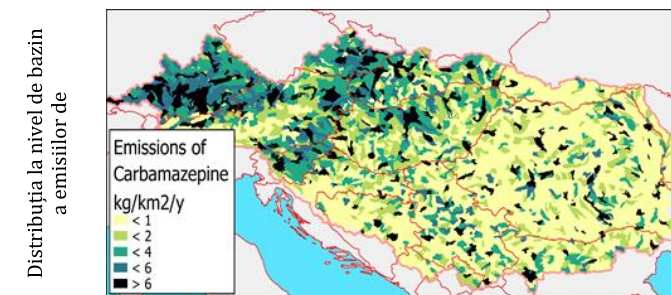 Distribuția la nivel de bazin
a emisiilor de
Emissions of
Carbamazepine
kg/km2/y
< 1
< 2
< 4
< 6
> 6